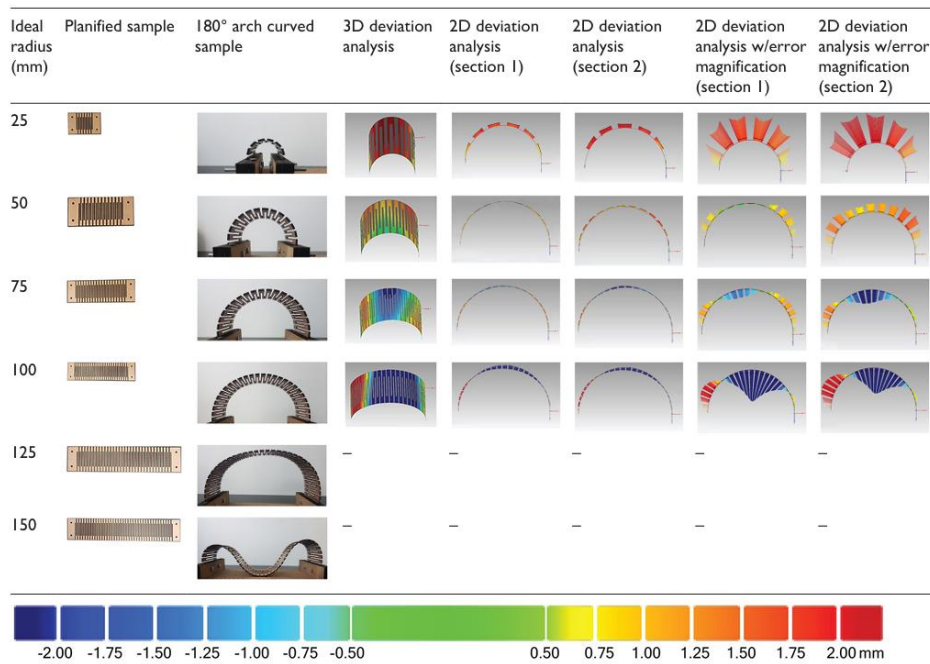 Ideal radius (mm) Planified sample 180° arch curved sample 3D deviation analysis 2D deviation analysis (section 1) 2D deviation analysis (section 2) 2D deviation analysis w/error magnification (section 1) 2D deviation analysis w/error magnification (section 2)
25
50
75
100
125 – – – – –
150 – – – – –
-2.00 -1.75 -1.50 -1.25 -1.00 -0.75 -0.50 0.50 0.75 1.00 1.25 1.50 1.75 2.00 mm